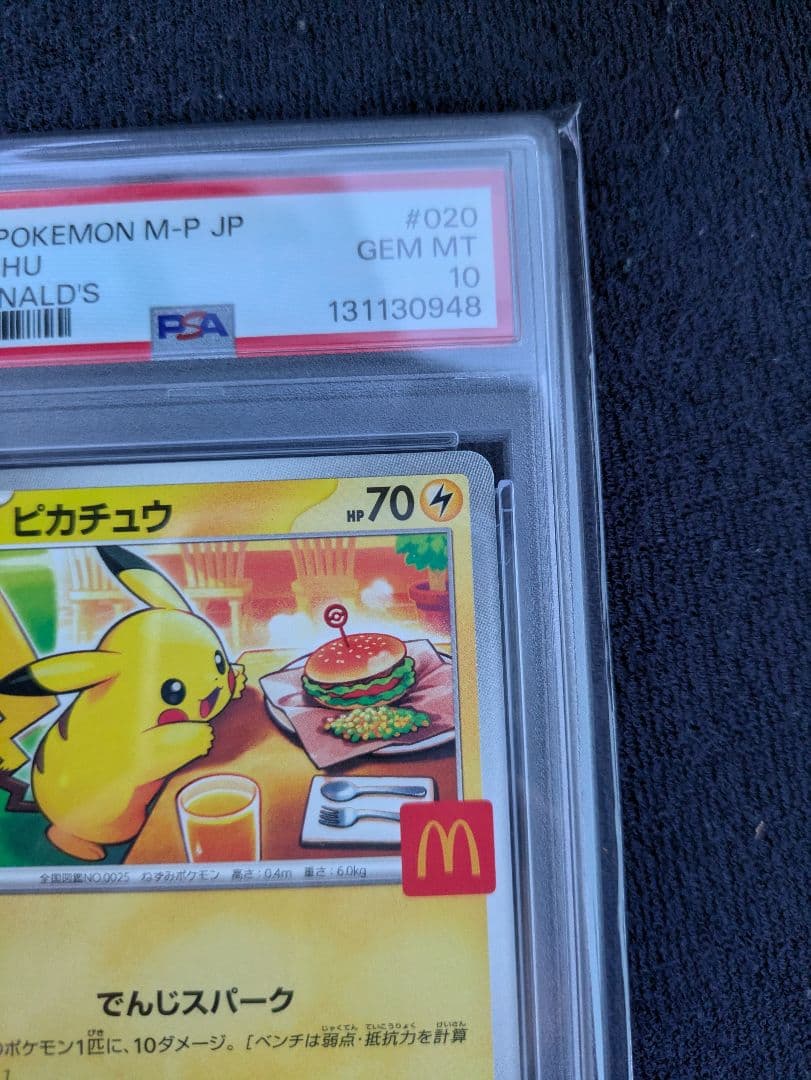 POKEMON M-P JP #020
CHU GEM MT
NALD'S 10
PSA 131130948
ピカチュウ HP70
M
全国図鑑NO.0025 ねずみポケモン 高さ:0.4m 重さ:6.0kg
でんじスパーク
のポケモン1匹に、10ダメージ。[ベンチは弱点・抵抗力を計算